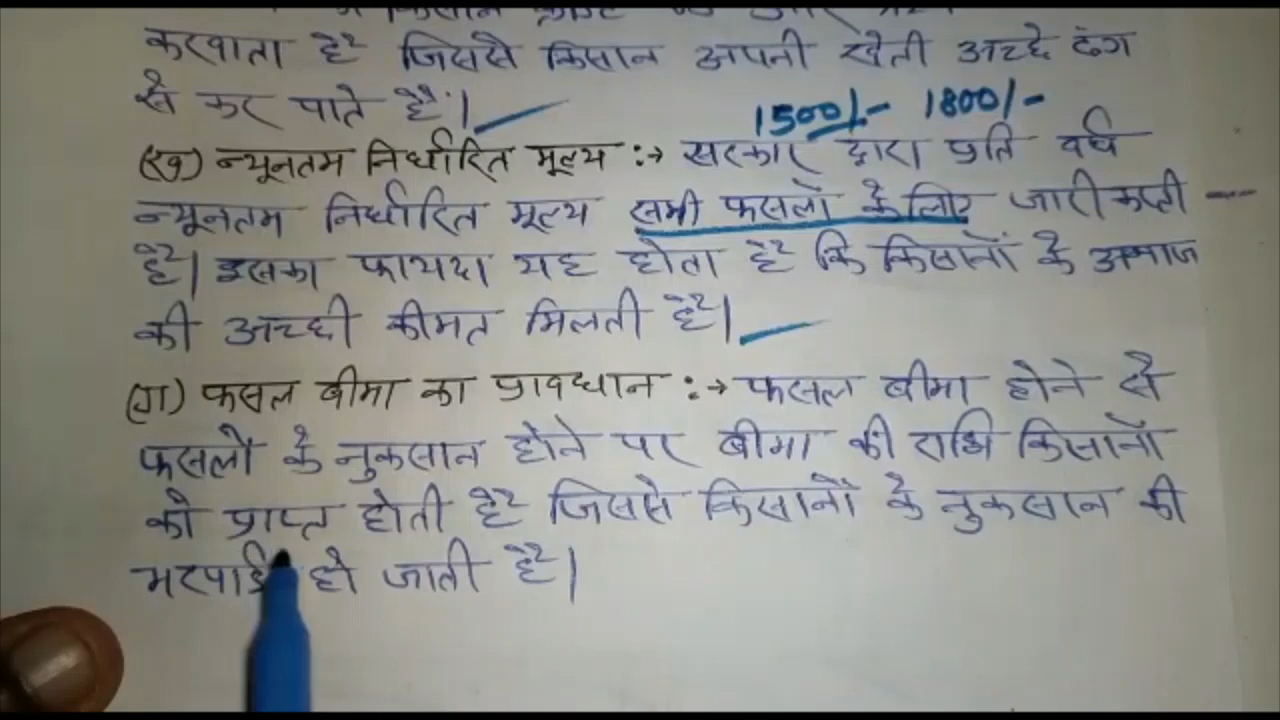 करवाता है जिससे किसान अपनी खेती अच्छे ढंग
से कर पाते हैं।
1500/- 1800/-
(ख) न्यूनतम निर्धारित मूल्य :→ सरकार द्वारा प्रति वर्ष
न्यूनतम निर्धारित मूल्य सभी फसलों के लिए जारी करती
है। इसका फायदा यह होता है कि किसानों के अनाज
की अच्छी कीमत मिलती है।
(ग) फसल बीमा का प्रावधान :→ फसल बीमा होने से
फसलों के नुकसान होने पर बीमा की राशि किसानों
को प्राप्त होती है जिससे किसानों के नुकसान की
भरपाई हो जाती है।